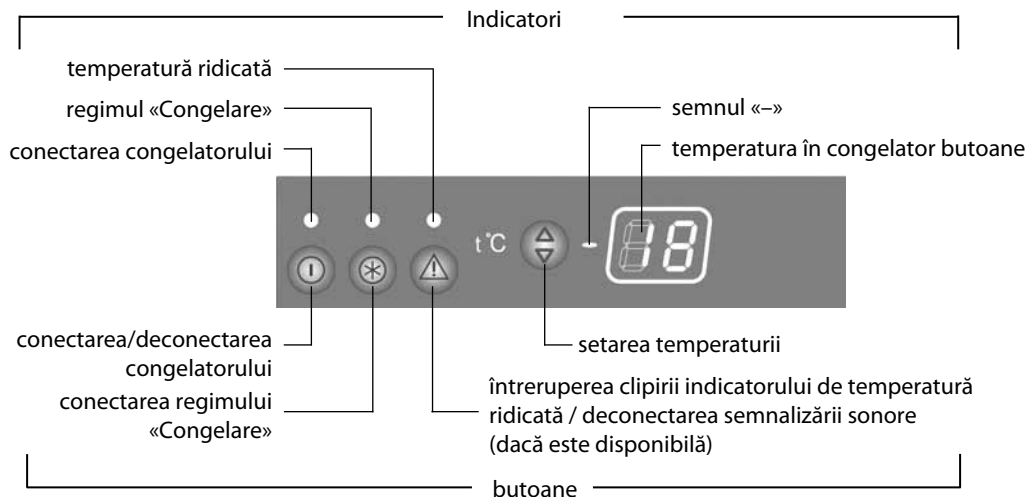 Indicatori
temperatură ridicată
regimul «Congelare»
conectarea congelatorului
semnul «–»
temperatura în congelator butoane
t°C
-18
conectarea/deconectarea
congelatorului
conectarea regimului
«Congelare»
setarea temperaturii
întreruperea clipirii indicatorului de temperatură
ridicată / deconectarea semnalizării sonore
(dacă este disponibilă)
butoane